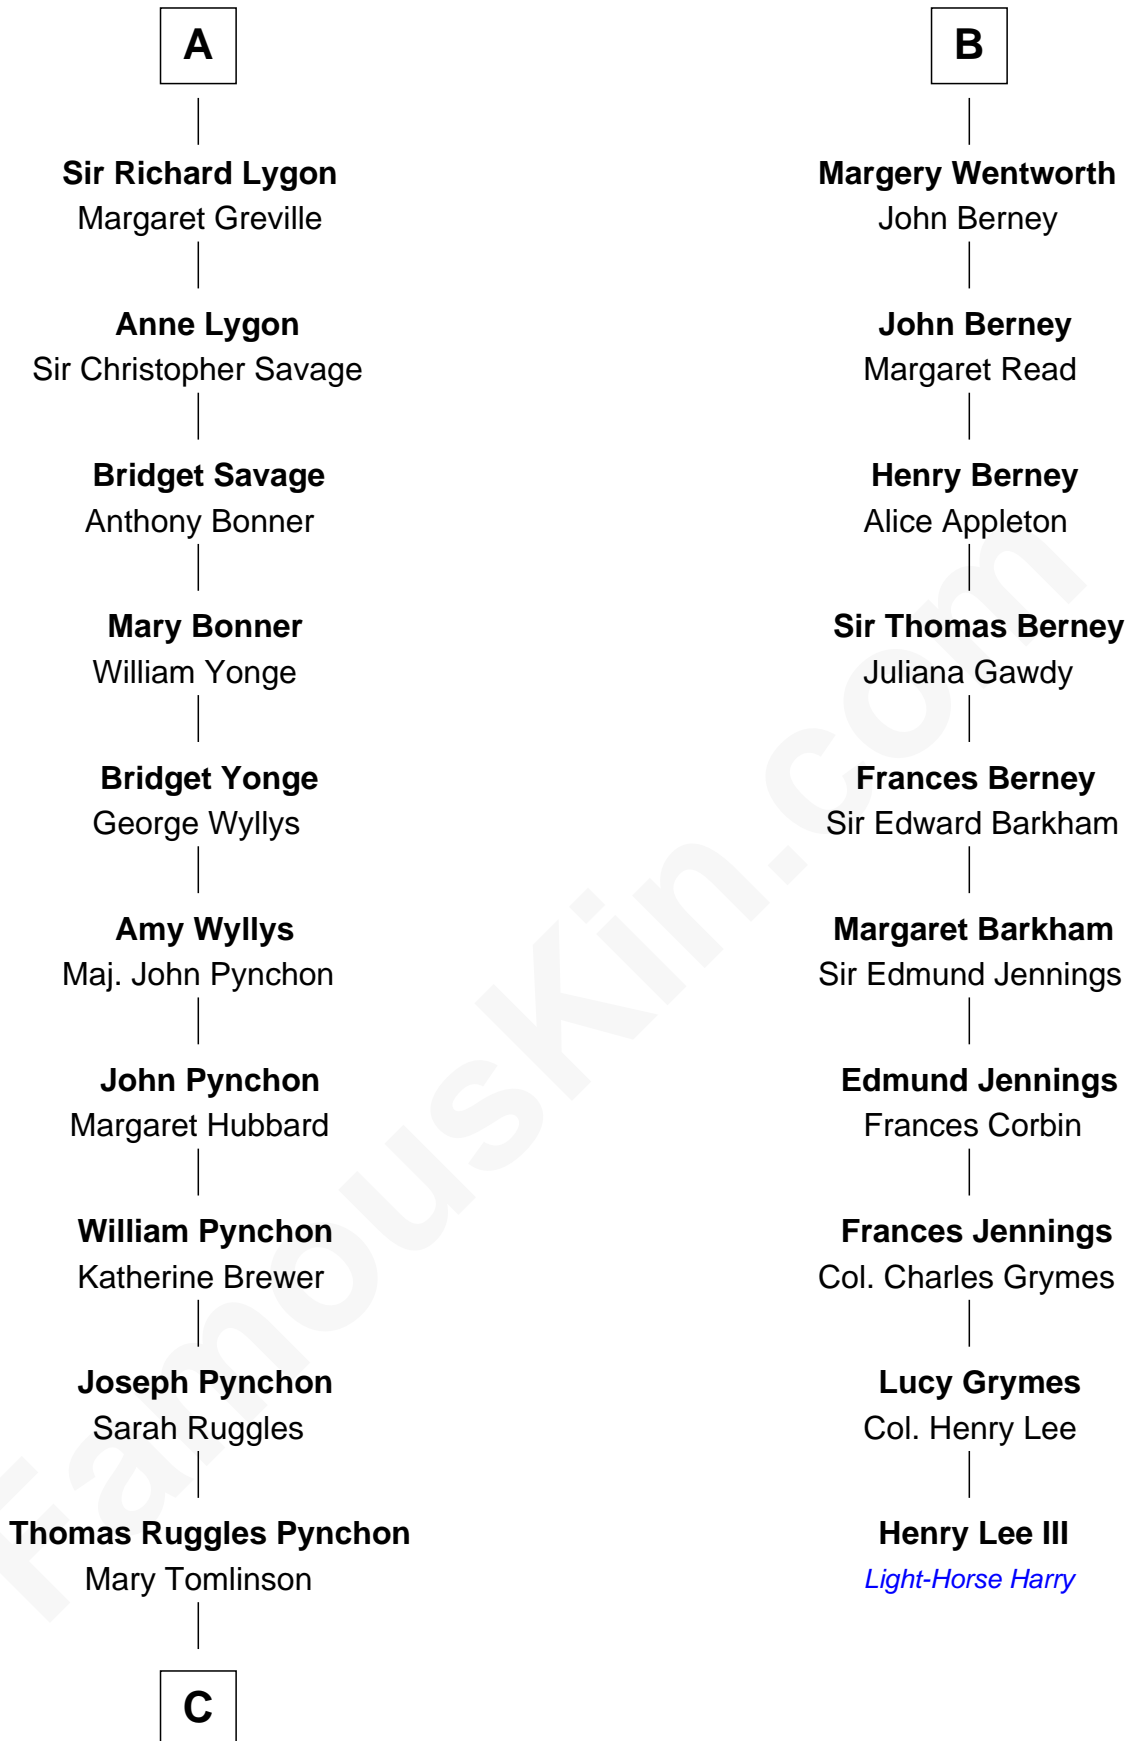 A
Sir Richard Lygon
Margaret Greville
Anne Lygon
Sir Christopher Savage
Bridget Savage
Anthony Bonner
Mary Bonner
William Yonge
Bridget Yonge
George Wyllys
Amy Wyllys
Maj. John Pynchon
John Pynchon
Margaret Hubbard
William Pynchon
Katherine Brewer
Joseph Pynchon
Sarah Ruggles
Thomas Ruggles Pynchon
Mary Tomlinson
C
B
Margery Wentworth
John Berney
John Berney
Margaret Read
Henry Berney
Alice Appleton
Sir Thomas Berney
Juliana Gawdy
Frances Berney
Sir Edward Barkham
Margaret Barkham
Sir Edmund Jennings
Edmund Jennings
Frances Corbin
Frances Jennings
Col. Charles Grymes
Lucy Grymes
Col. Henry Lee
Henry Lee III
Light-Horse Harry
FamousKin.com